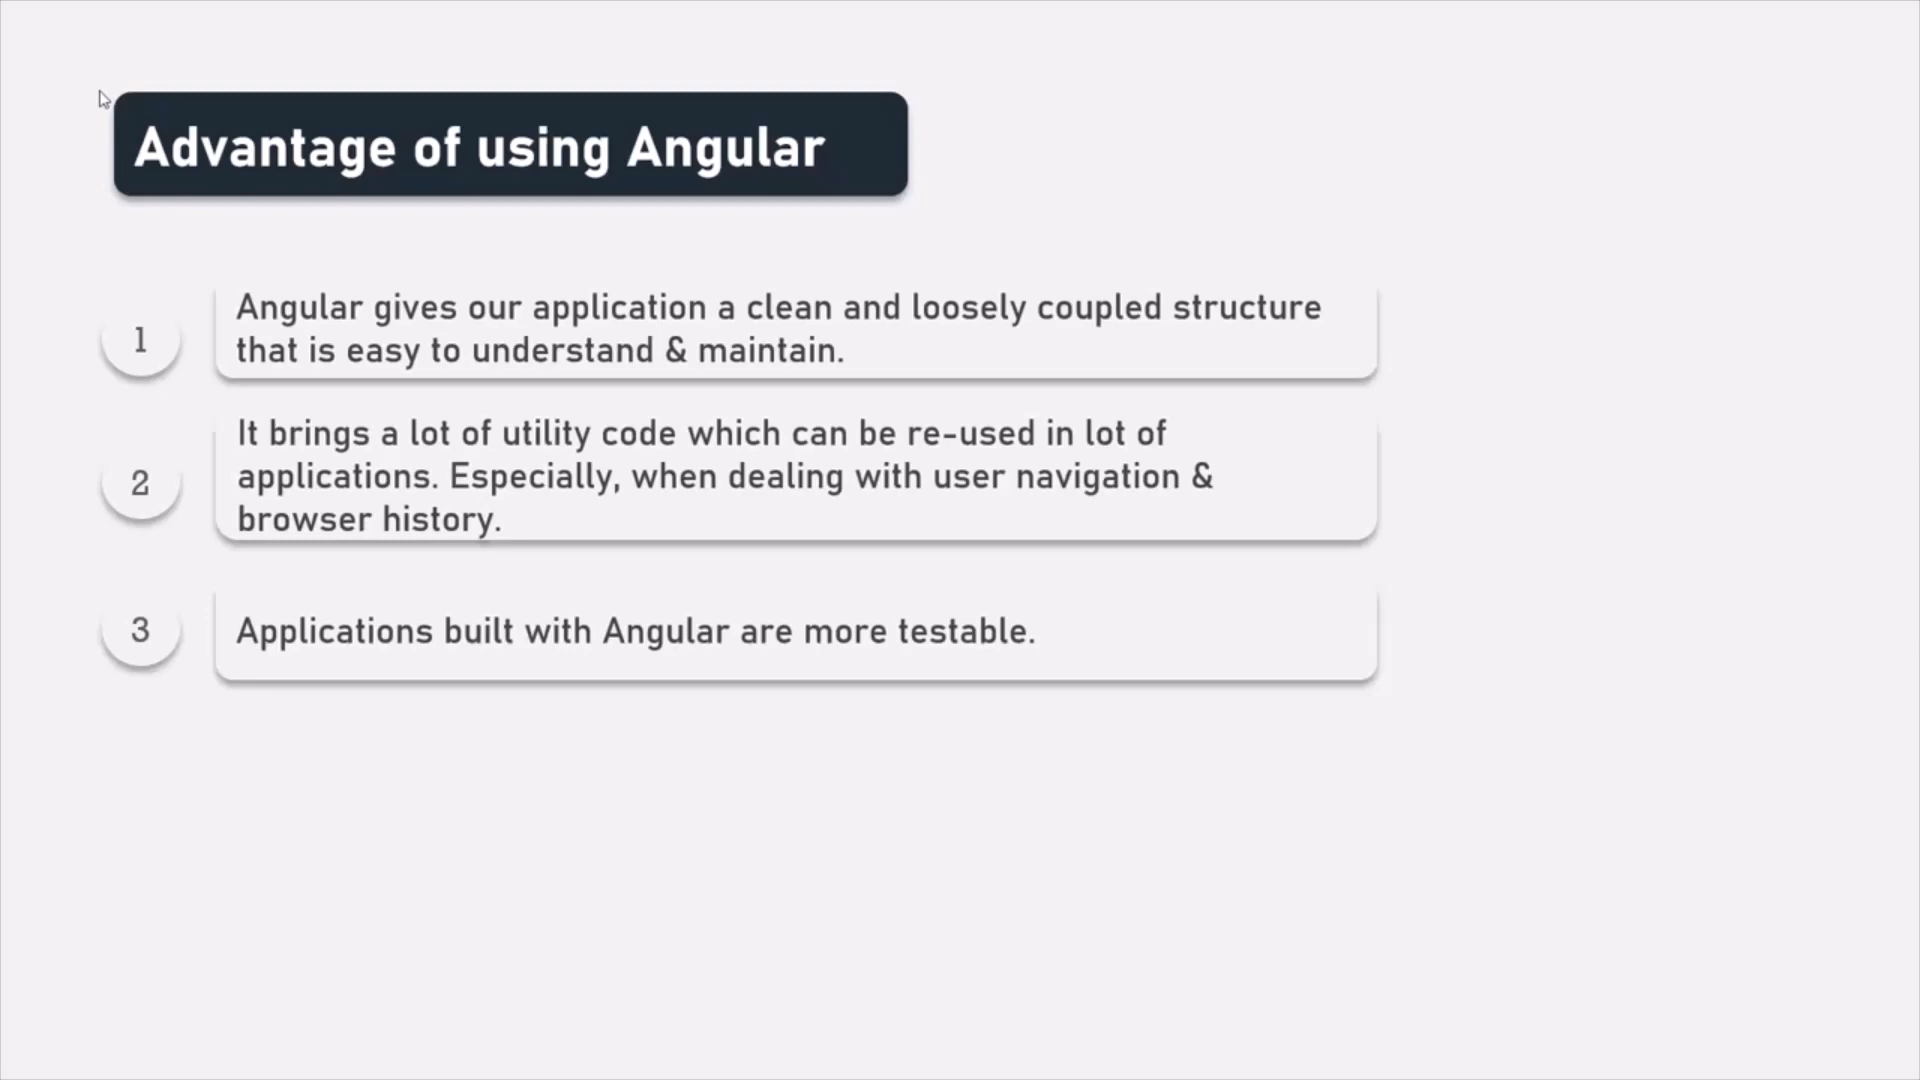 Advantage of using Angular
1
Angular gives our application a clean and loosely coupled structure
that is easy to understand & maintain.
2
It brings a lot of utility code which can be re-used in lot of
applications. Especially, when dealing with user navigation &
browser history.
3
Applications built with Angular are more testable.